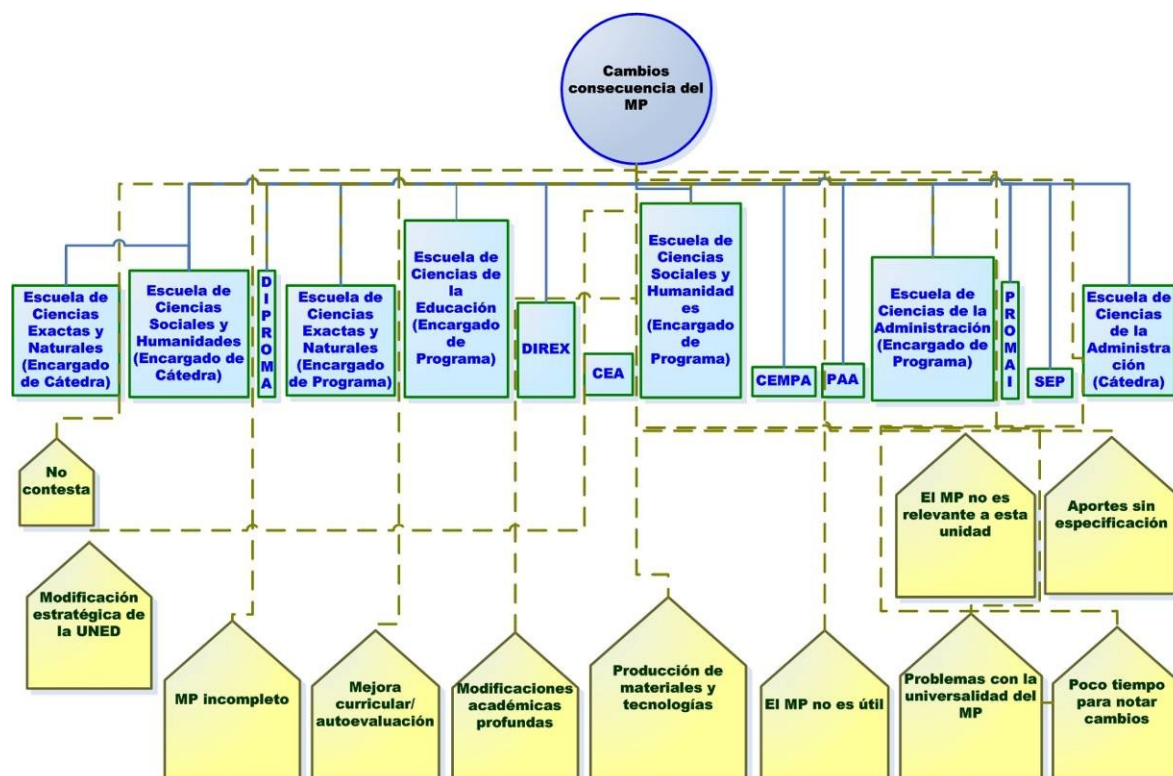 Cambios
consecuencia del
MP
Escuela de
Ciencias
Exactas y
Naturales
(Encargado
de Cátedra)
Escuela de
Ciencias
Sociales y
Humanidades
(Encargado de
Cátedra)
DIPROMA
Escuela de
Ciencias
Exactas y
Naturales
(Encargado
de Programa)
Escuela de
Ciencias de
la
Educación
(Encargado
de
Programa)
DIREX
CEA
Escuela de
Ciencias
Sociales y
Humanidad
es
(Encargado
de
Programa)
CEMPA
PAA
Escuela de
Ciencias de la
Administración
(Encargado de
Programa)
PROMAI
SEP
Escuela de
Ciencias
de la
Administra
ción
(Cátedra)
No
contesta
El MP no es
relevante a esta
unidad
Aportes sin
especificación
Modificación
estratégica de
la UNED
MP incompleto
Mejora
curricular/
autoevaluación
Modificaciones
académicas
profundas
Producción de
materiales y
tecnologías
El MP no es útil
Problemas con la
universalidad del
MP
Poco tiempo
para notar
cambios